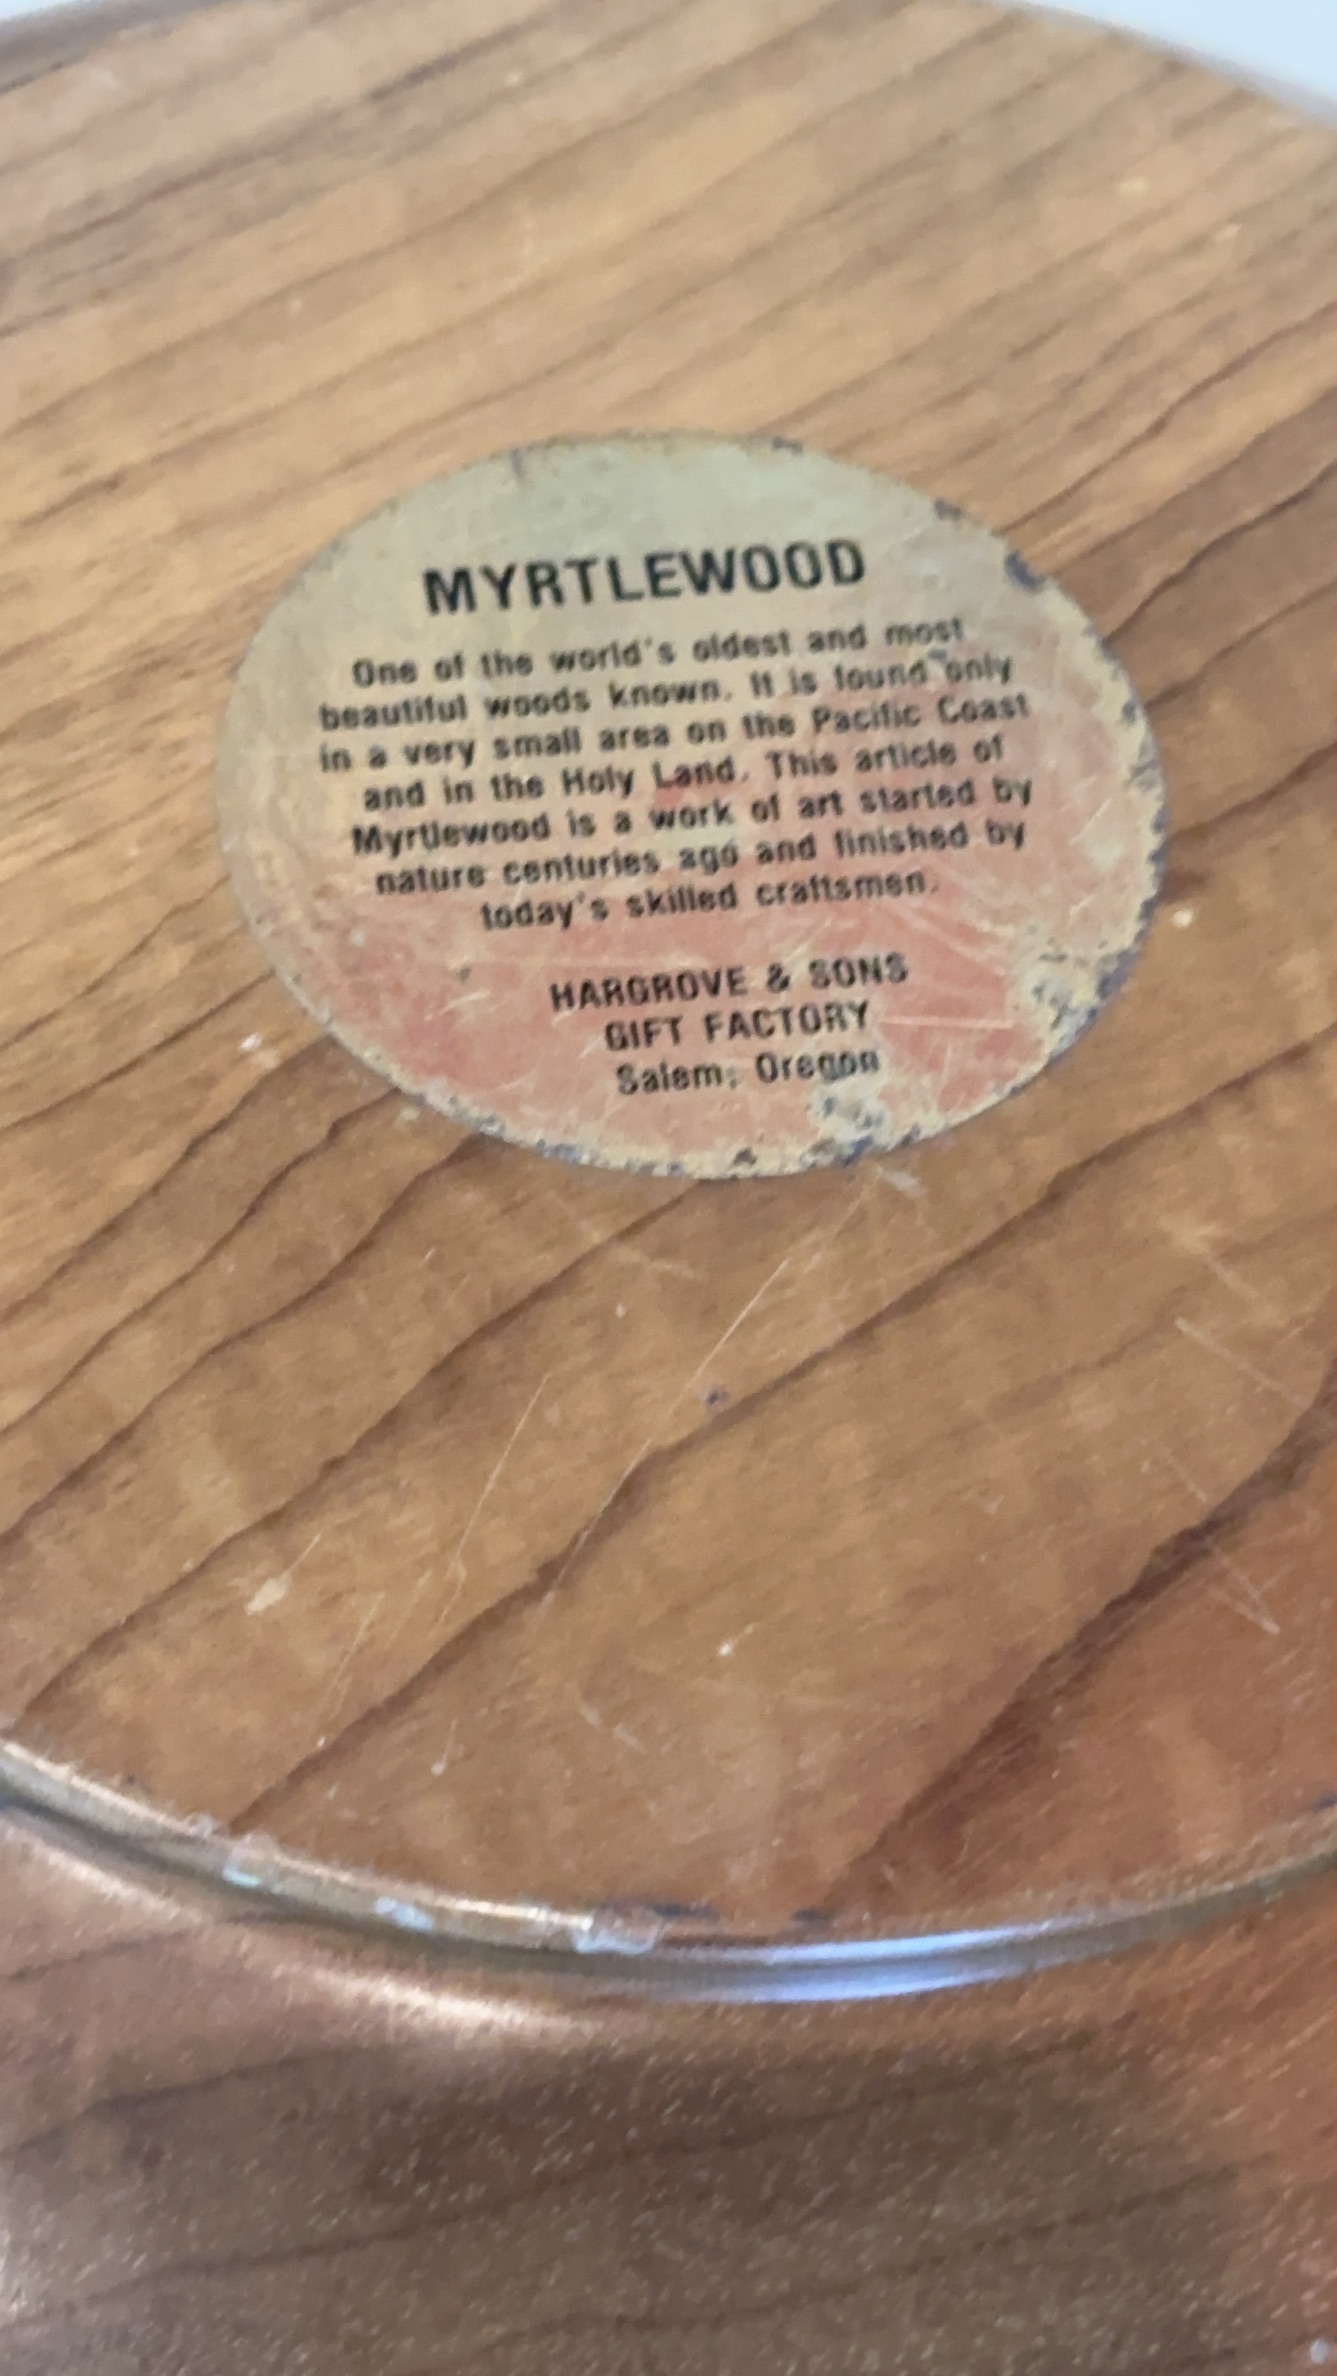 MYRTLEWOOD
One of the world's oldest and most
beautiful woods known. It is found only
in a very small area on the Pacific Coast
and in the Holy Land. This article of
Myrtlewood is a work of art started by
nature centuries ago and finished by
today's skilled craftsmen.
HARGROVE & SONS
GIFT FACTORY
Salem, Oregon